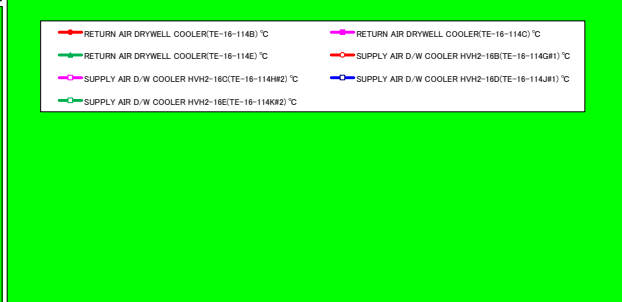 RETURN AIR DRYWELL COOLER(TE-16-114B) ℃
RETURN AIR DRYWELL COOLER(TE-16-114C) ℃
RETURN AIR DRYWELL COOLER(TE-114E) ℃
SUPPLY AIR D/W COOLER HVH2-16B(TE-16-114G#1) ℃
SUPPLY AIR D/W COOLER HVH2-16C(TE-16-114H#2) ℃
SUPPLY AIR D/W COOLER HVH2-16D(TE-16-114J#1) ℃
SUPPLY AIR D/W COOLER HVH2-16E(TE-16-114K#2) ℃